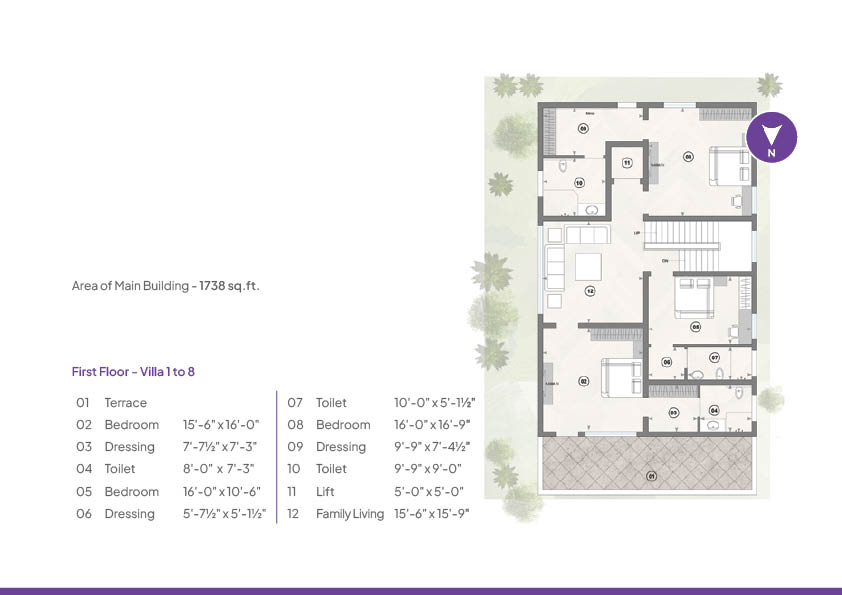 Area of Main Building - 1738 sq.ft.
First Floor - Villa 1 to 8
01 Terrace
02 Bedroom 15'-6" x 16'-0"
03 Dressing 7'-7½" x 7'-3"
04 Toilet 8'-0" x 7'-3"
05 Bedroom 16'-0" x 10'-6"
06 Dressing 5'-7½" x 5'-1½"
07 Toilet 10'-0" x 5'-1½"
08 Bedroom 16'-0" x 16'-9"
09 Dressing 9'-9" x 7'-4½"
10 Toilet 9'-9" x 9'-0"
11 Lift 5'-0" x 5'-0"
12 Family Living 15'-6" x 15'-9"
N
09
08
11
10
UP
DN
12
05
06
07
02
03
04
01